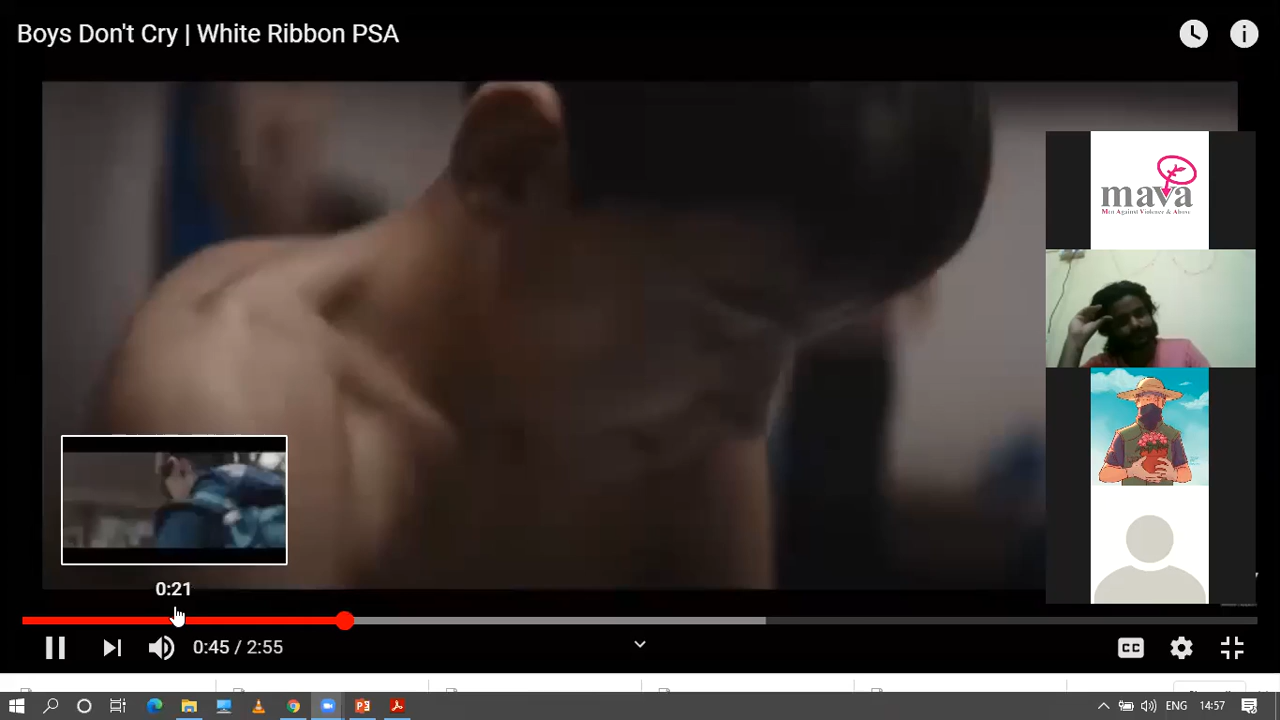 Boys Don't Cry | White Ribbon PSA
mava
Men Against Violence & Abuse
0:21
0:45 / 2:55
CC
ENG
14:57